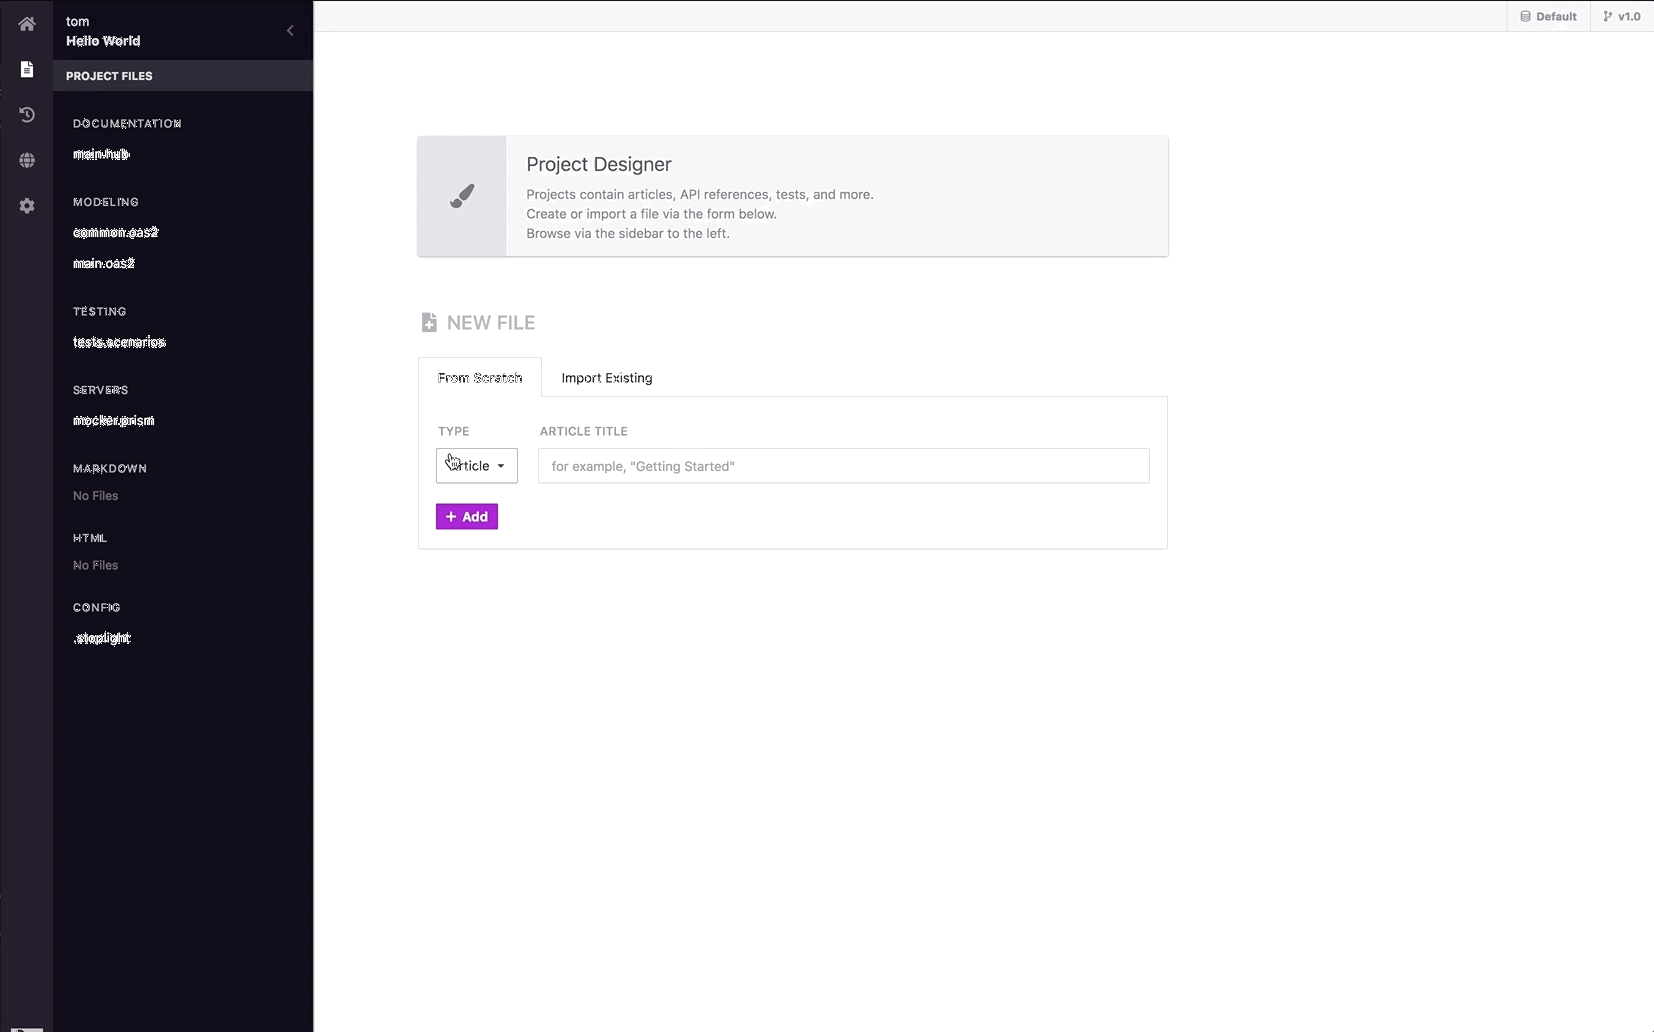 tom
Hello World
PROJECT FILES
DOCUMENTATION
main.hub
MODELING
common.oas2
main.oas2
TESTING
tests.scenarios
SERVERS
mocker.prism
MARKDOWN
No Files
HTML
No Files
CONFIG
.stoplight
Default
v1.0
Project Designer
Projects contain articles, API references, tests, and more.
Create or import a file via the form below.
Browse via the sidebar to the left.
NEW FILE
From Scratch
Import Existing
TYPE
ARTICLE TITLE
Article
for example, "Getting Started"
+ Add